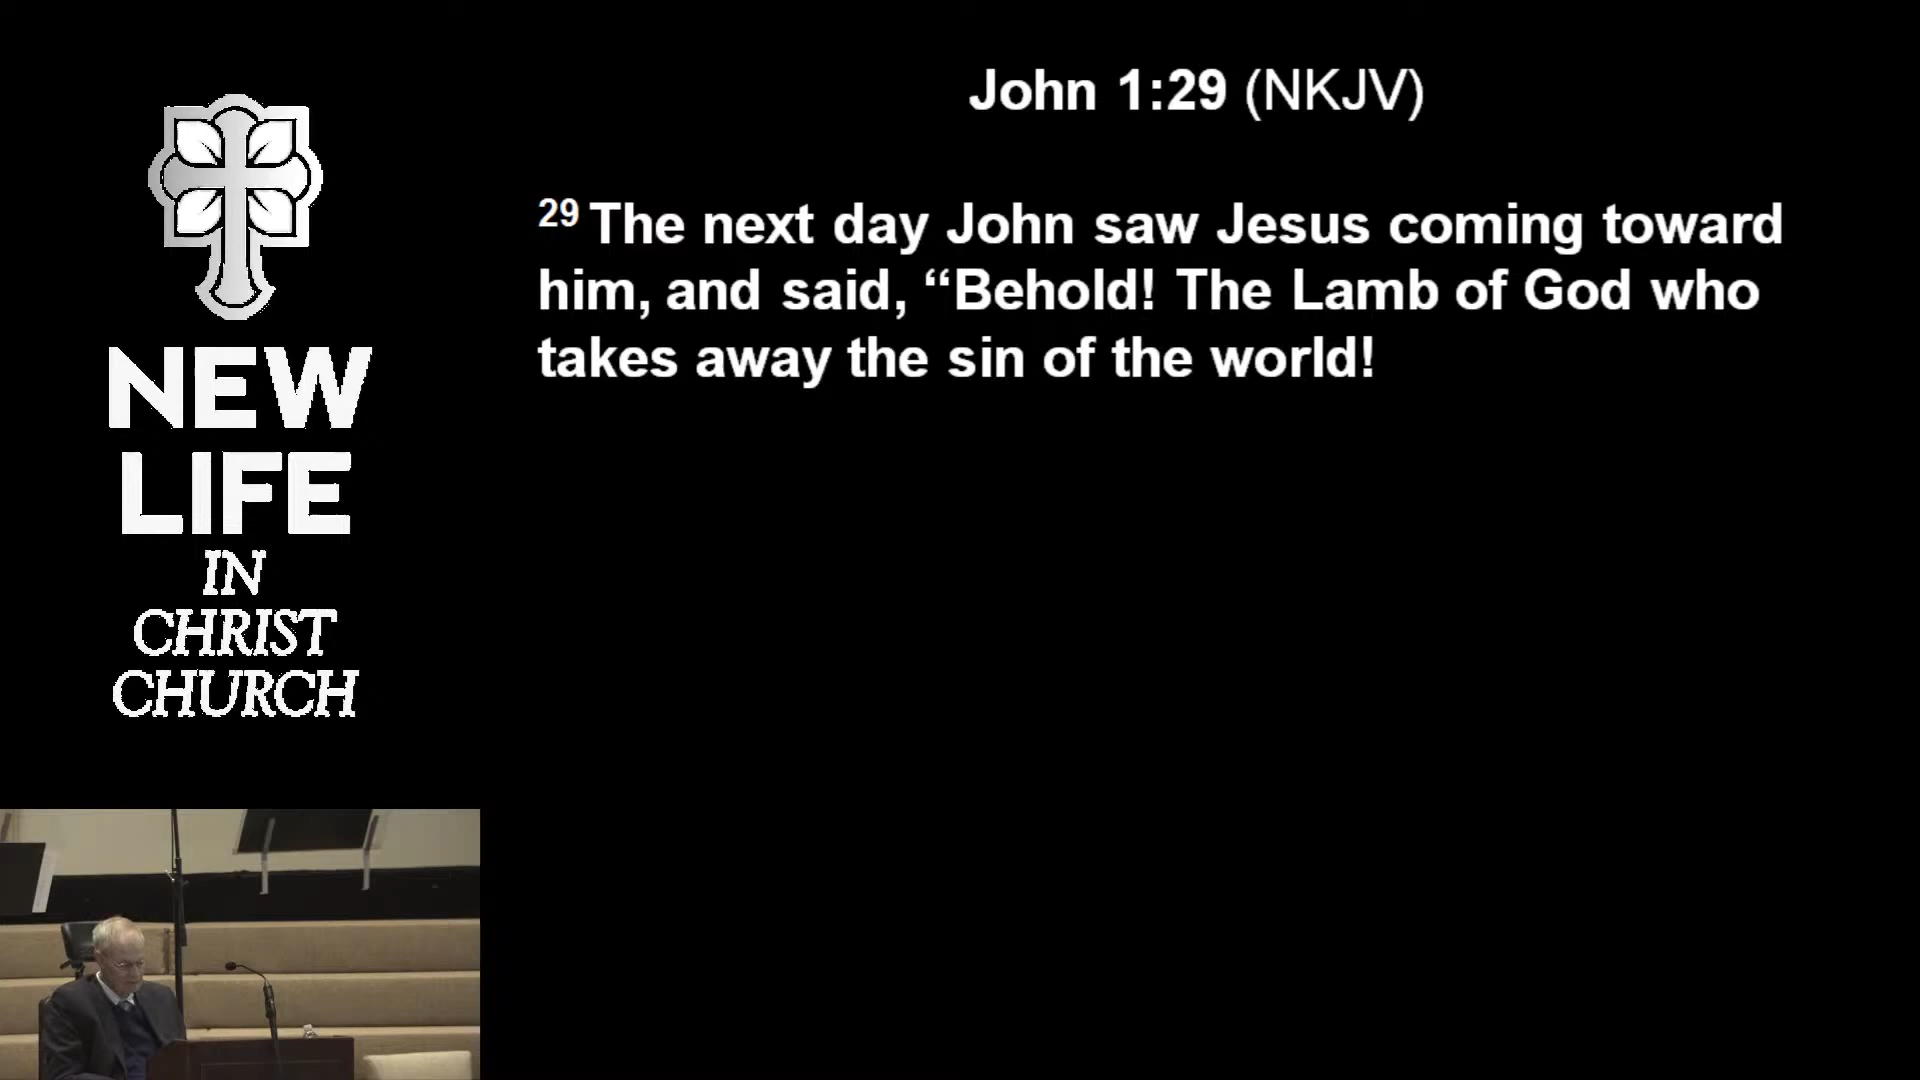 NEW
LIFE
IN
CHRIST
CHURCH
John 1:29 (NKJV)
29 The next day John saw Jesus coming toward
him, and said, “Behold! The Lamb of God who
takes away the sin of the world!